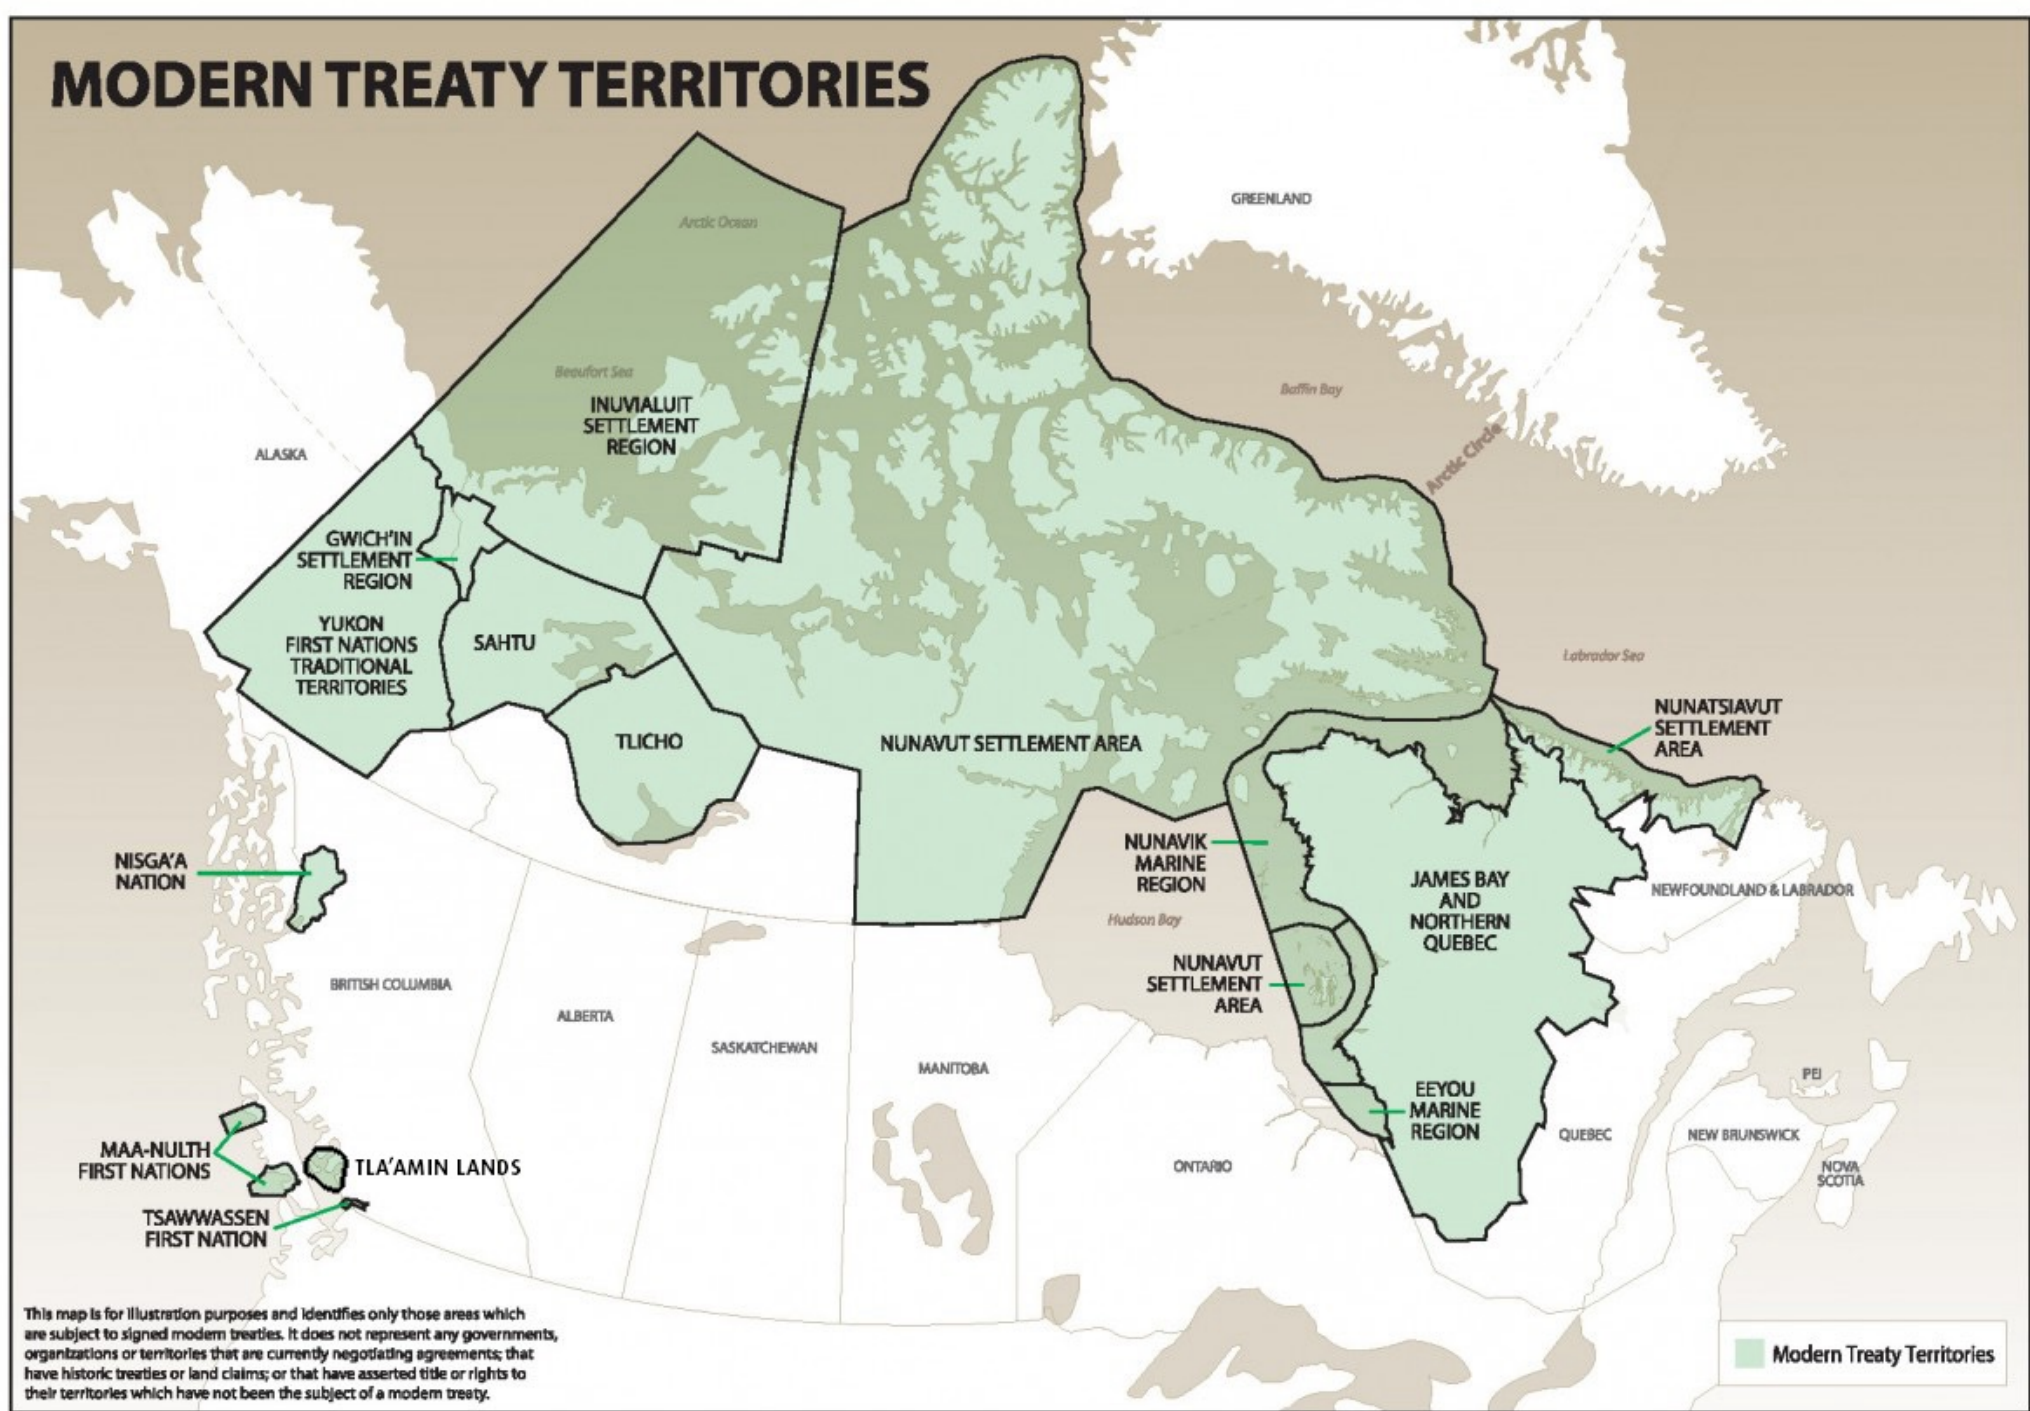 MODERN TREATY TERRITORIES
GREENLAND
Arctic Ocean
Beaufort Sea
Baffin Bay
INUVIALUIT
SETTLEMENT
REGION
Arctic Circle
ALASKA
GWICH'IN
SETTLEMENT
REGION
YUKON
FIRST NATIONS
TRADITIONAL
TERRITORIES
SAHTU
Labrador Sea
NUNATSIAVUT
SETTLEMENT
AREA
TLICHO
NUNAVUT SETTLEMENT AREA
NUNAVIK
MARINE
REGION
NISGA'A
NATION
JAMES BAY
AND
NORTHERN
QUEBEC
NEWFOUNDLAND & LABRADOR
Hudson Bay
NUNAVUT
SETTLEMENT
AREA
BRITISH COLUMBIA
ALBERTA
SASKATCHEWAN
MANITOBA
PEI
EEYOU
MARINE
REGION
QUEBEC
NEW BRUNSWICK
MAA-NULTH
FIRST NATIONS
TLA'AMIN LANDS
ONTARIO
NOVA
SCOTIA
TSAWWASSEN
FIRST NATION
This map is for illustration purposes and identifies only those areas which
are subject to signed modern treaties. It does not represent any governments,
organizations or territories that are currently negotiating agreements; that
have historic treaties or land claims; or that have asserted title or rights to
their territories which have not been the subject of a modern treaty.
Modern Treaty Territories